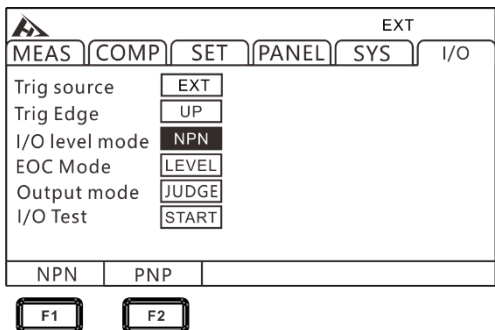 EXT
MEAS COMP SET PANEL SYS I/O
Trig source EXT
Trig Edge UP
I/O level mode NPN
EOC Mode LEVEL
Output mode JUDGE
I/O Test START
NPN PNP
F1 F2